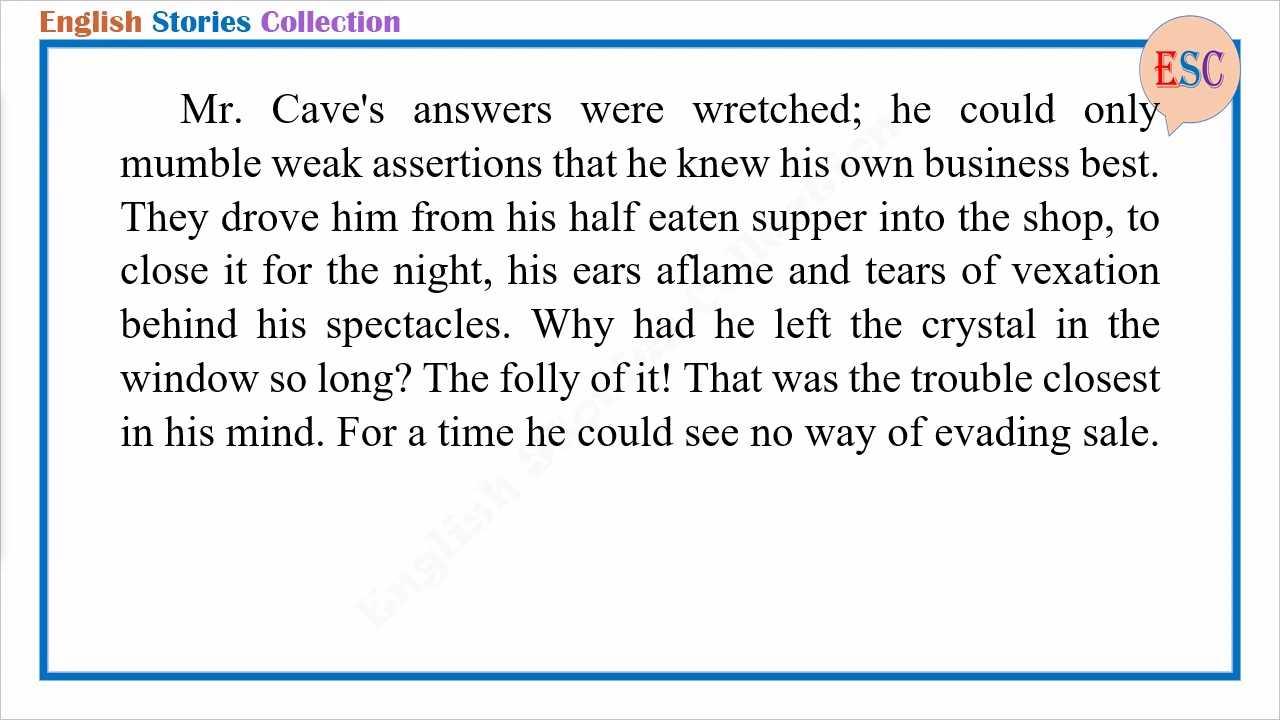 English Stories Collection
ESC
Mr. Cave's answers were wretched; he could only
mumble weak assertions that he knew his own business best.
They drove him from his half eaten supper into the shop, to
close it for the night, his ears aflame and tears of vexation
behind his spectacles. Why had he left the crystal in the
window so long? The folly of it! That was the trouble closest
in his mind. For a time he could see no way of evading sale.
English Stories Collection